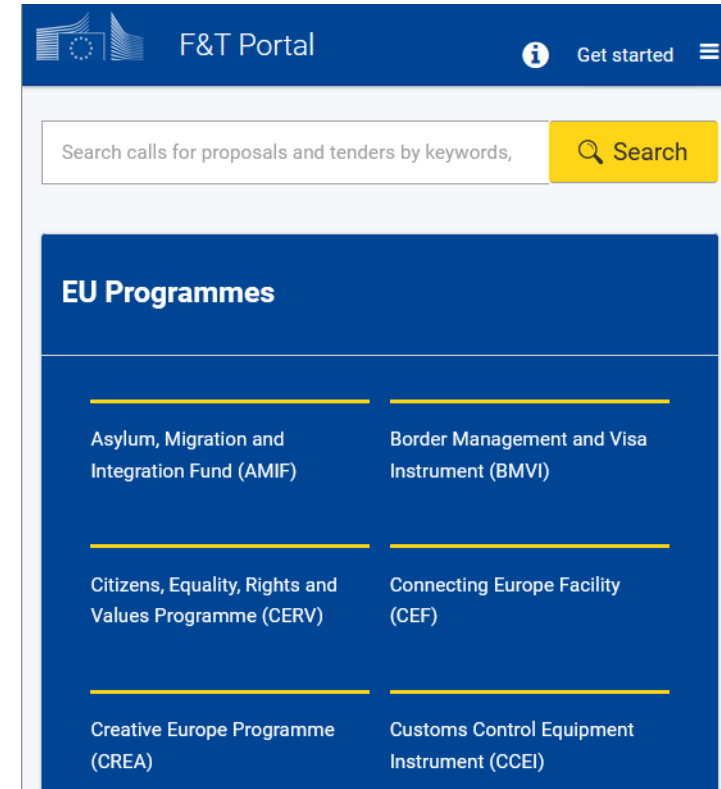 F&T Portal
Get started
Search calls for proposals and tenders by keywords,
Search
EU Programmes
Asylum, Migration and
Integration Fund (AMIF)
Border Management and Visa
Instrument (BMVI)
Citizens, Equality, Rights and
Values Programme (CERV)
Connecting Europe Facility
(CEF)
Creative Europe Programme
(CREA)
Customs Control Equipment
Instrument (CCEI)